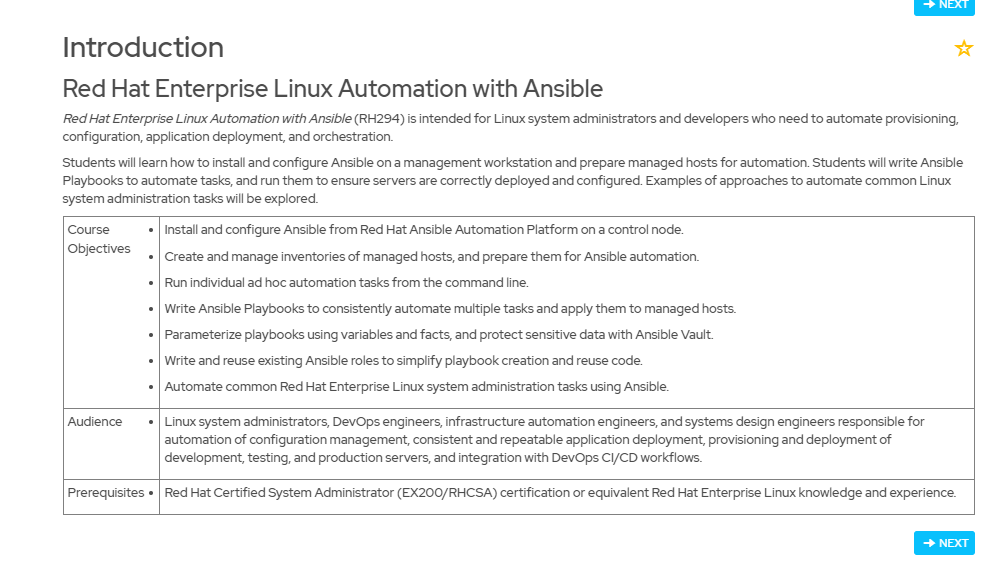 NEXT
Introduction
Red Hat Enterprise Linux Automation with Ansible
Red Hat Enterprise Linux Automation with Ansible (RH294) is intended for Linux system administrators and developers who need to automate provisioning,
configuration, application deployment, and orchestration.
Students will learn how to install and configure Ansible on a management workstation and prepare managed hosts for automation. Students will write Ansible
Playbooks to automate tasks, and run them to ensure servers are correctly deployed and configured. Examples of approaches to automate common Linux
system administration tasks will be explored.
Course
Objectives
• Install and configure Ansible from Red Hat Ansible Automation Platform on a control node.
• Create and manage inventories of managed hosts, and prepare them for Ansible automation.
• Run individual ad hoc automation tasks from the command line.
• Write Ansible Playbooks to consistently automate multiple tasks and apply them to managed hosts.
• Parameterize playbooks using variables and facts, and protect sensitive data with Ansible Vault.
• Write and reuse existing Ansible roles to simplify playbook creation and reuse code.
• Automate common Red Hat Enterprise Linux system administration tasks using Ansible.
Audience
• Linux system administrators, DevOps engineers, infrastructure automation engineers, and systems design engineers responsible for
automation of configuration management, consistent and repeatable application deployment, provisioning and deployment of
development, testing, and production servers, and integration with DevOps CI/CD workflows.
Prerequisites
• Red Hat Certified System Administrator (EX200/RHCSA) certification or equivalent Red Hat Enterprise Linux knowledge and experience.
NEXT